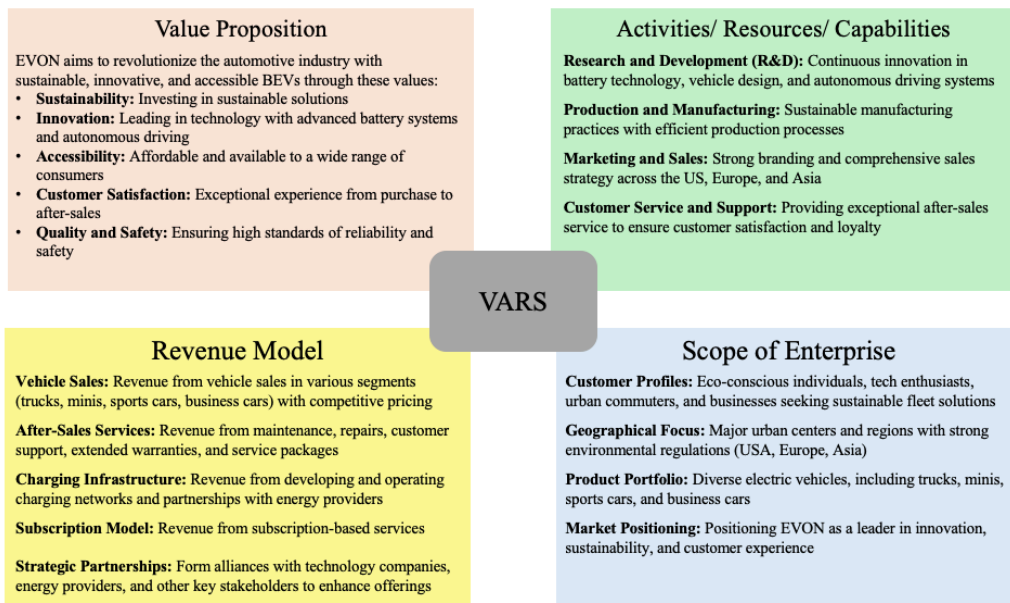 Value Proposition
EVON aims to revolutionize the automotive industry with
sustainable, innovative, and accessible BEVs through these values:
• Sustainability: Investing in sustainable solutions
• Innovation: Leading in technology with advanced battery systems
and autonomous driving
• Accessibility: Affordable and available to a wide range of
consumers
• Customer Satisfaction: Exceptional experience from purchase to
after-sales
• Quality and Safety: Ensuring high standards of reliability and
safety
Activities/ Resources/ Capabilities
Research and Development (R&D): Continuous innovation in
battery technology, vehicle design, and autonomous driving systems
Production and Manufacturing: Sustainable manufacturing
practices with efficient production processes
Marketing and Sales: Strong branding and comprehensive sales
strategy across the US, Europe, and Asia
Customer Service and Support: Providing exceptional after-sales
service to ensure customer satisfaction and loyalty
VARS
Revenue Model
Vehicle Sales: Revenue from vehicle sales in various segments
(trucks, minis, sports cars, business cars) with competitive pricing
After-Sales Services: Revenue from maintenance, repairs, customer
support, extended warranties, and service packages
Charging Infrastructure: Revenue from developing and operating
charging networks and partnerships with energy providers
Subscription Model: Revenue from subscription-based services
Strategic Partnerships: Form alliances with technology companies,
energy providers, and other key stakeholders to enhance offerings
Scope of Enterprise
Customer Profiles: Eco-conscious individuals, tech enthusiasts,
urban commuters, and businesses seeking sustainable fleet solutions
Geographical Focus: Major urban centers and regions with strong
environmental regulations (USA, Europe, Asia)
Product Portfolio: Diverse electric vehicles, including trucks, minis,
sports cars, and business cars
Market Positioning: Positioning EVON as a leader in innovation,
sustainability, and customer experience